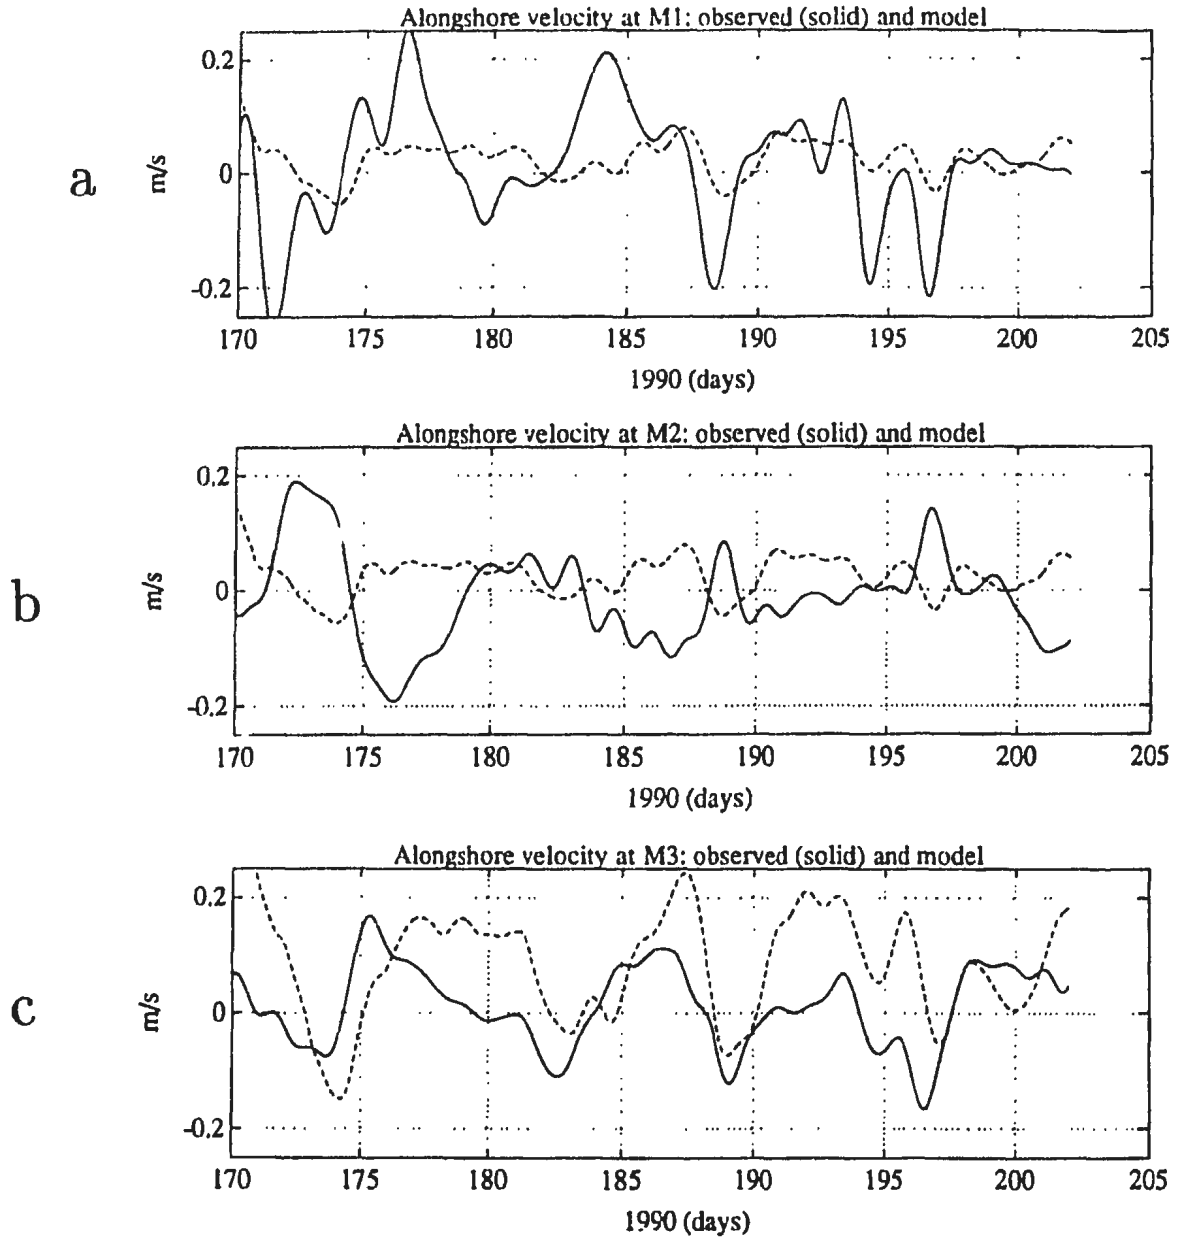 Alongshore velocity at M1: observed (solid) and model
a
m/s
0.2
0
-0.2
170 175 180 185 190 195 200 205
1990 (days)
Alongshore velocity at M2: observed (solid) and model
b
m/s
0.2
0
-0.2
170 175 180 185 190 195 200 205
1990 (days)
Alongshore velocity at M3: observed (solid) and model
c
m/s
0.2
0
-0.2
170 175 180 185 190 195 200 205
1990 (days)